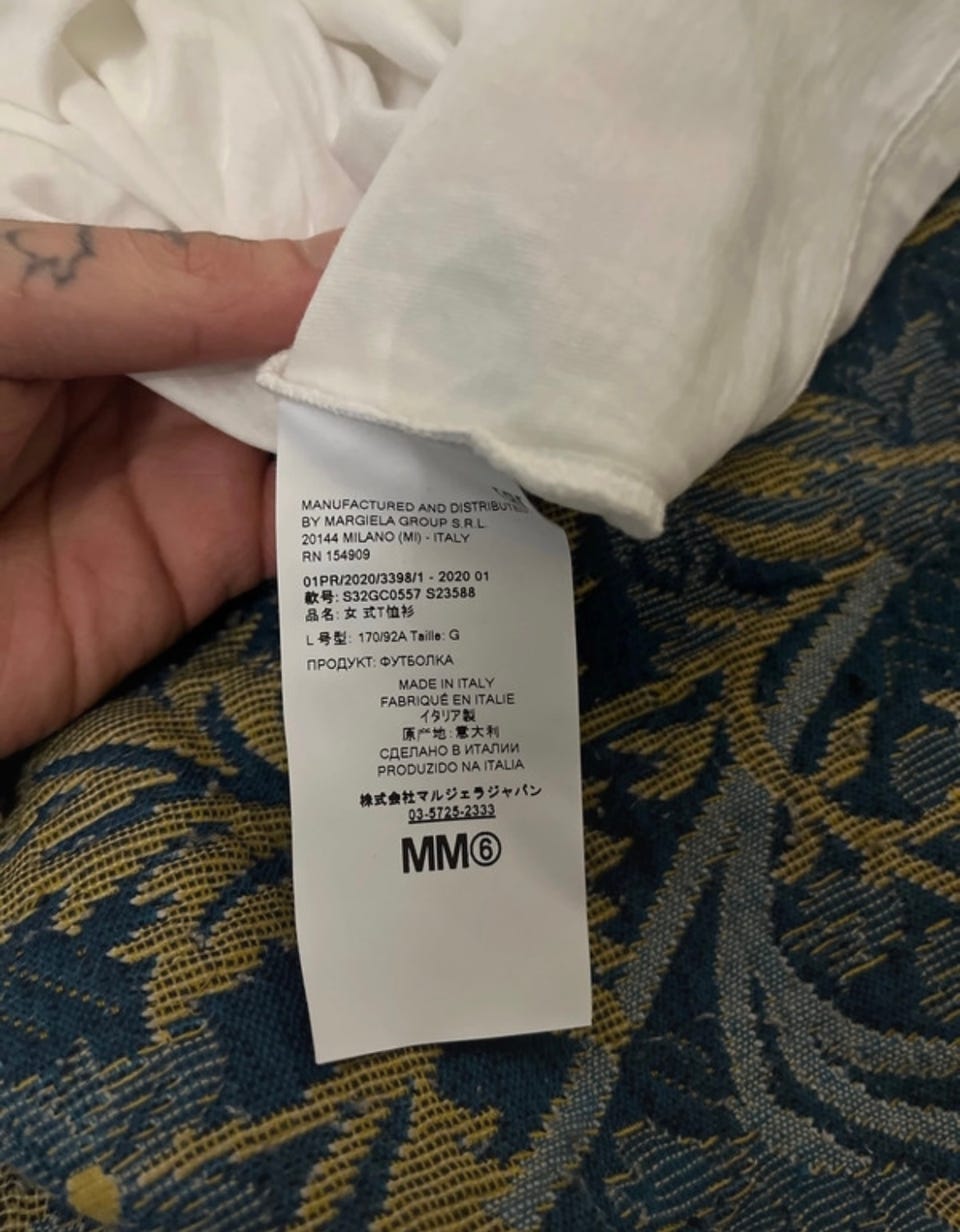 MANUFACTURED AND DISTRIBUTED
BY MARGIELA GROUP S.R.L.
20144 MILANO (MI) - ITALY
RN 154909
01PR/2020/3398/1 - 2020 01
款号: S32GC0557 S23588
品名: 女 式T恤衫
L 号型: 170/92A Taille: G
ПРОДУКТ: ФУТБОЛКА
MADE IN ITALY
FABRIQUÉ EN ITALIE
イタリア製
原产地: 意大利
СДЕЛАНО В ИТАЛИИ
PRODUZIDO NA ITALIA
株式会社マルジェラジャパン
03-5725-2333
MM⑥